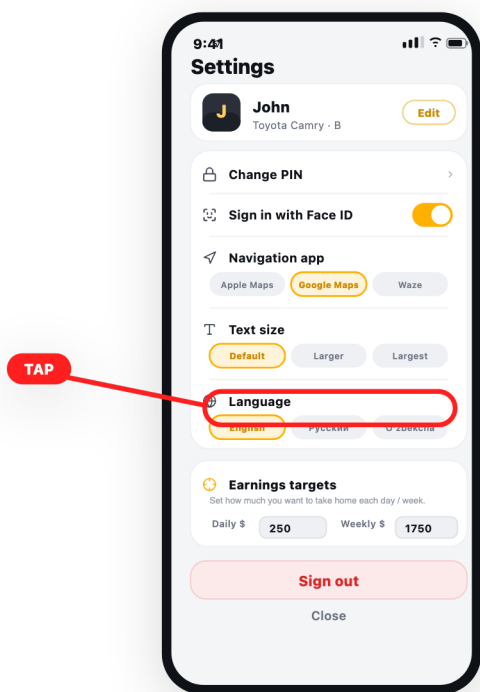 9:41
Settings
J
John
Edit
Toyota Camry · B
Change PIN
Sign in with Face ID
Navigation app
Apple Maps Google Maps Waze
T Text size
Default Larger Largest
TAP
Language
English Русский O'zbekcha
Earnings targets
Set how much you want to take home each day / week.
Daily $ 250 Weekly $ 1750
Sign out
Close